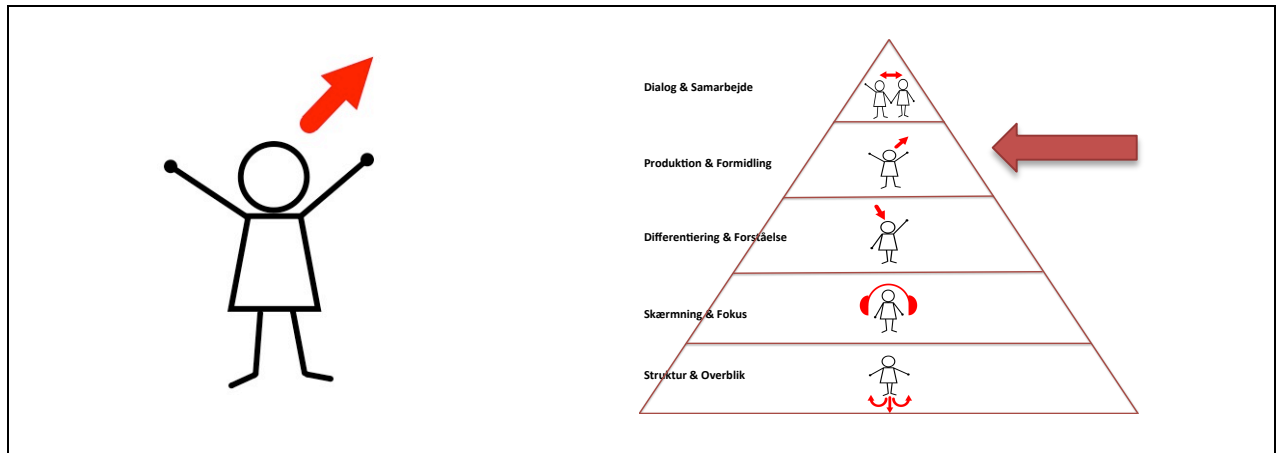 Dialog & Samarbejde
Produktion & Formidling
Differentiering & Forståelse
Skærmning & Fokus
Struktur & Overblik